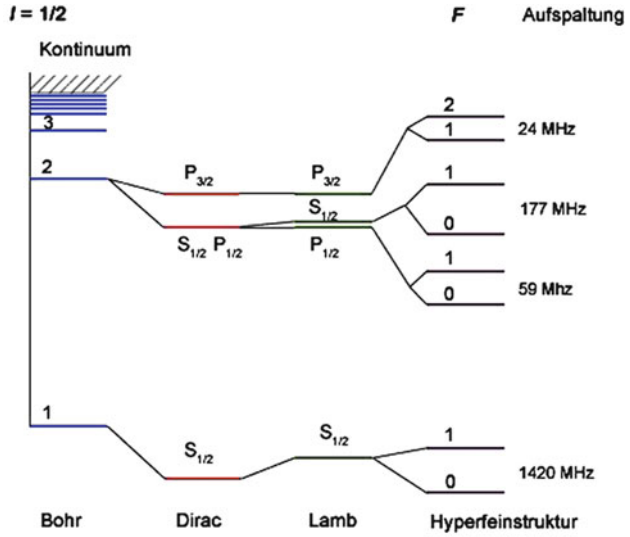 I = 1/2 F Aufspaltung
Kontinuum
2
3 1 24 MHz
2 P3/2 P3/2 1
S1/2 177 MHz
0
S1/2 P1/2 P1/2
1
59 Mhz
0
1 S1/2 S1/2 1
1420 MHz
0
Bohr Dirac Lamb Hyperfeinstruktur